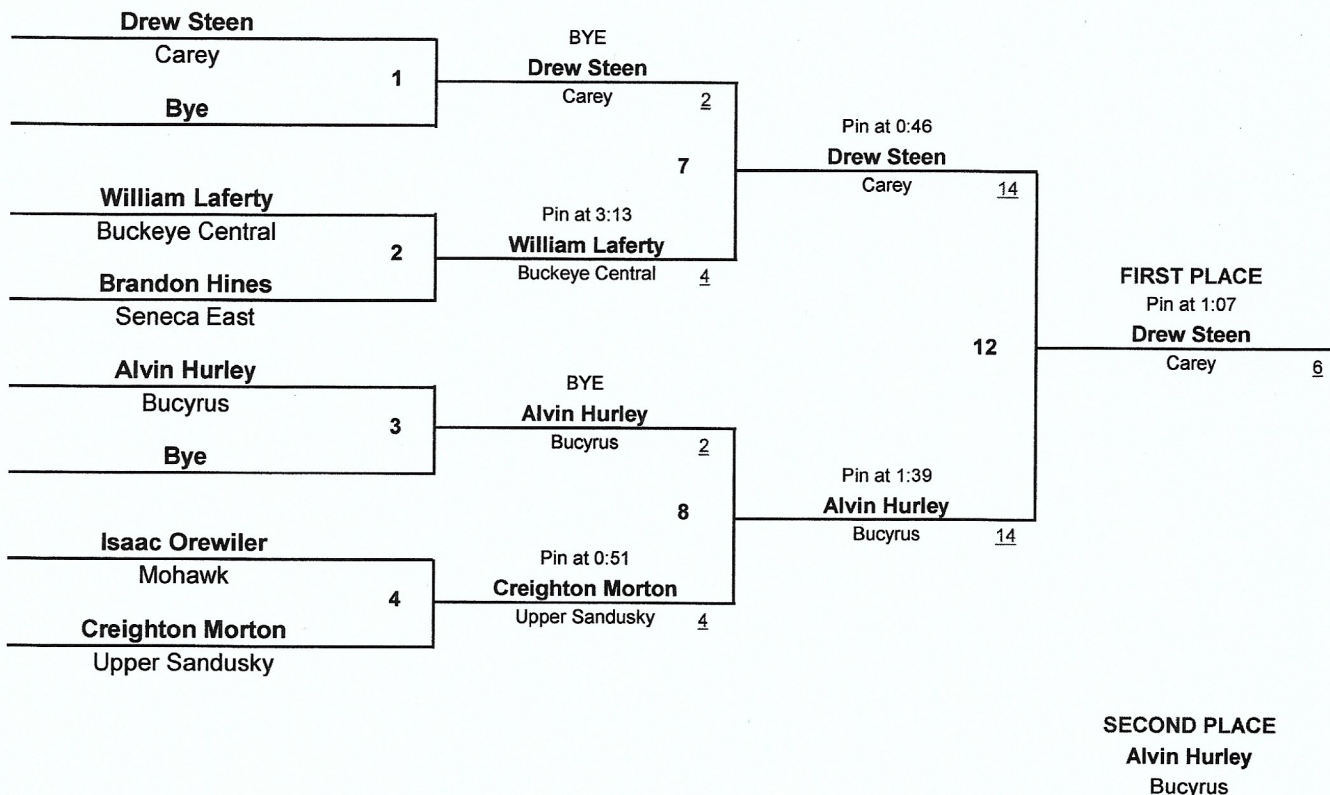 Drew Steen
Carey
1
Bye
William Laferty
Buckeye Central
2
Brandon Hines
Seneca East
Alvin Hurley
Bucyrus
3
Bye
Isaac Orewiler
Mohawk
4
Creighton Morton
Upper Sandusky
BYE
Drew Steen
Carey 2
7
Pin at 3:13
William Laferty
Buckeye Central 4
BYE
Alvin Hurley
Bucyrus 2
8
Pin at 0:51
Creighton Morton
Upper Sandusky 4
Pin at 0:46
Drew Steen
Carey 14
12
Pin at 1:39
Alvin Hurley
Bucyrus 14
FIRST PLACE
Pin at 1:07
Drew Steen
Carey 6
SECOND PLACE
Alvin Hurley
Bucyrus